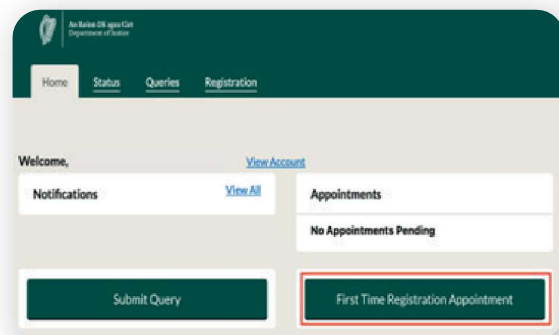 An Roinn Dlí agus Cirt
Department of Justice
Home Status Queries Registration
Welcome, View Account
Notifications View All
Appointments
No Appointments Pending
Submit Query
First Time Registration Appointment